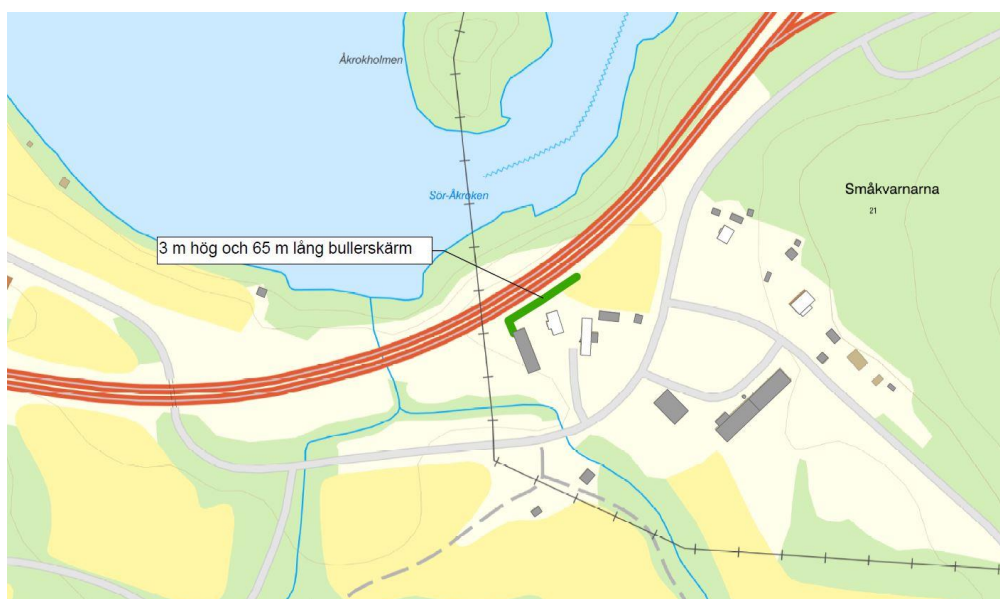 Åkrokholmen
Sör-Åkroken
Småkvarnarna
21
3 m hög och 65 m lång bullerskärm